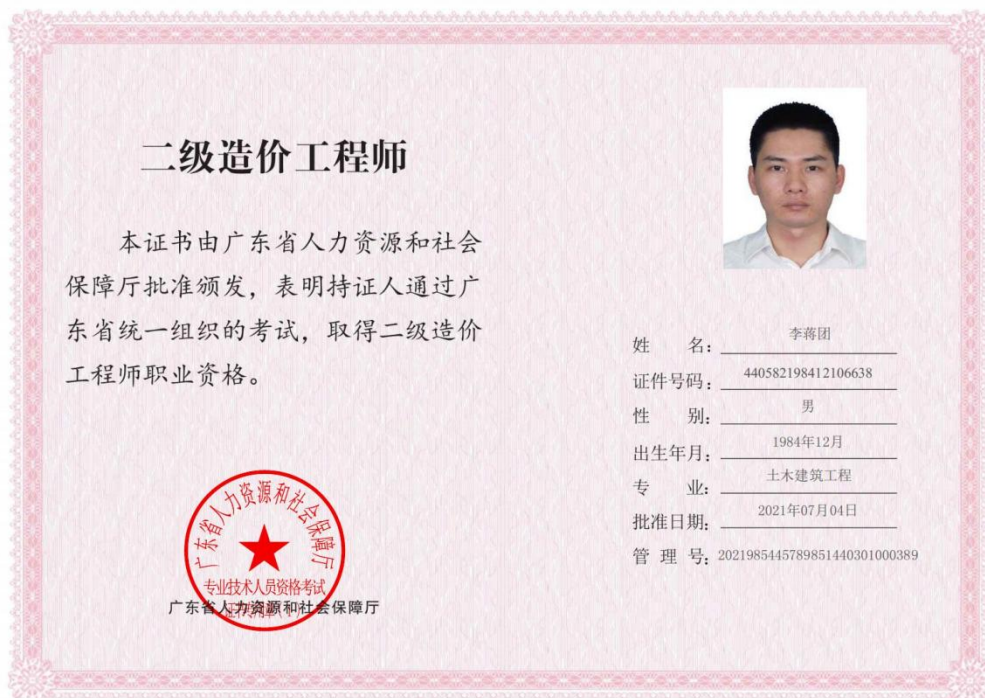 二级造价工程师
本证书由广东省人力资源和社会
保障厅批准颁发，表明持证人通过广
东省统一组织的考试，取得二级造价
工程师职业资格。
广东省人力资源和社会保障厅
专业技术人员资格考试
广东省人力资源和社会保障厅
姓 名：李蒋团
证件号码：440582198412106638
性 别：男
出生年月：1984年12月
专 业：土木建筑工程
批准日期：2021年07月04日
管 理 号：2021985445789851440301000389